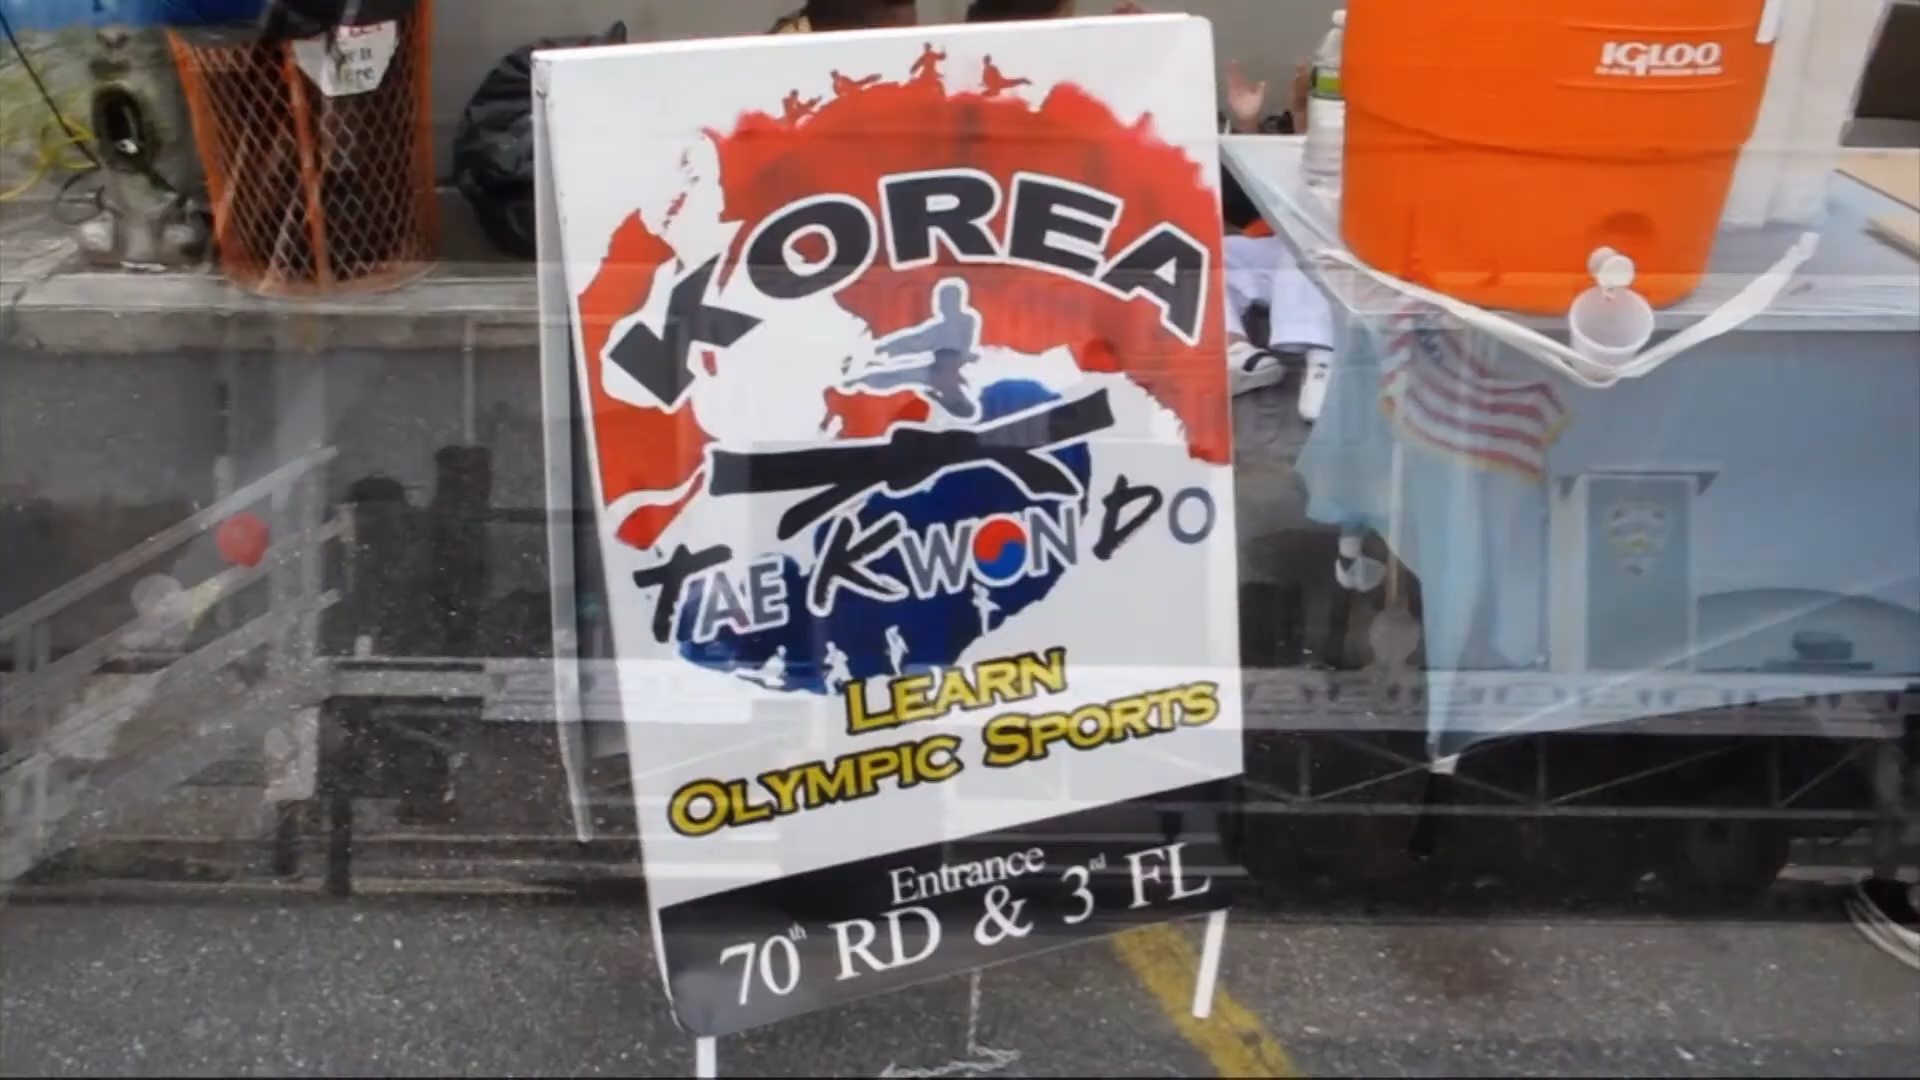 IGLOO
KOREA
TAE KWON DO
LEARN
OLYMPIC SPORTS
Entrance
70th RD & 3rd FL